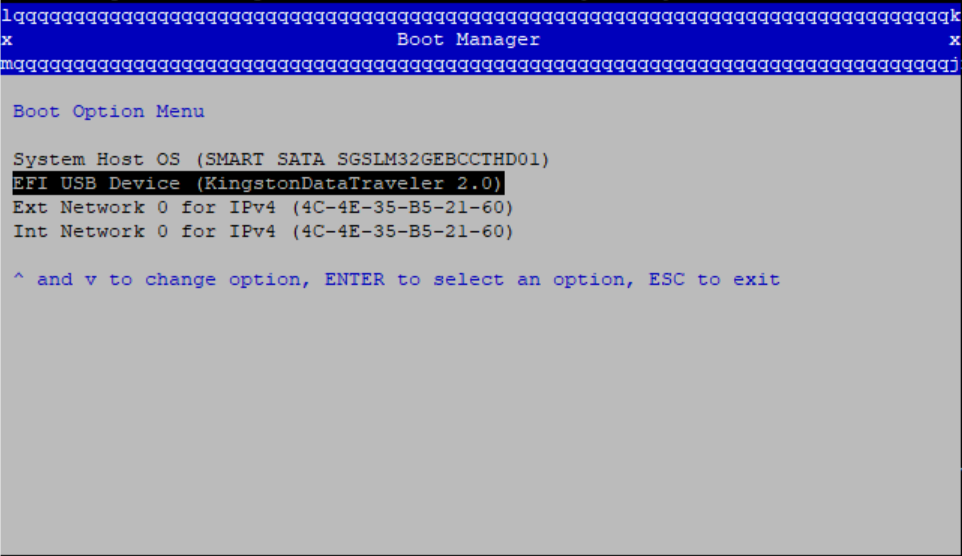 lqqqqqqqqqqqqqqqqqqqqqqqqqqqqqqqqqqqqqqqqqqqqqqqqqqqqqqqqqqqqqqqqqqqqqqqqqqqqqqk
x Boot Manager x
mqqqqqqqqqqqqqqqqqqqqqqqqqqqqqqqqqqqqqqqqqqqqqqqqqqqqqqqqqqqqqqqqqqqqqqqqqqqqqqj
Boot Option Menu
System Host OS (SMART SATA SGSLM32GEBCCTHD01)
EFI USB Device (KingstonDataTraveler 2.0)
Ext Network 0 for IPv4 (4C-4E-35-B5-21-60)
Int Network 0 for IPv4 (4C-4E-35-B5-21-60)
^ and v to change option, ENTER to select an option, ESC to exit